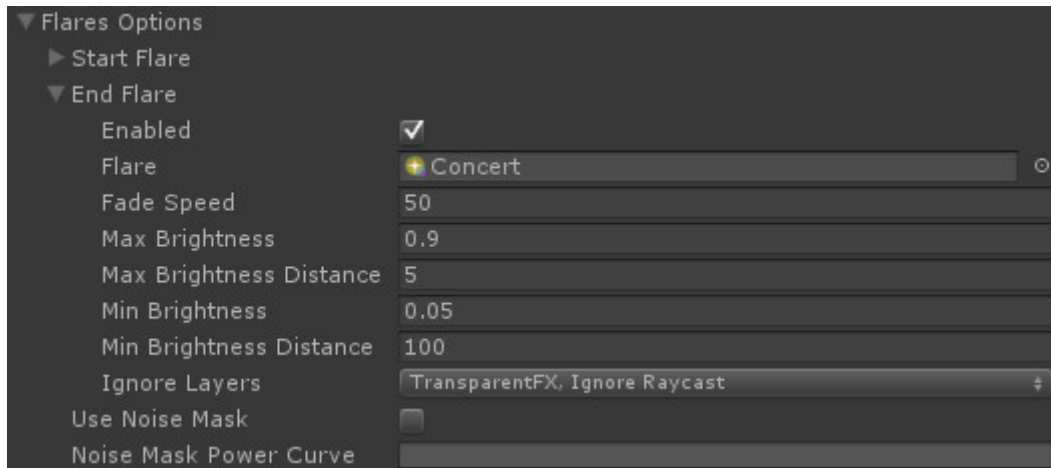 Flares Options
Start Flare
End Flare
Enabled
Flare Concert
Fade Speed 50
Max Brightness 0.9
Max Brightness Distance 5
Min Brightness 0.05
Min Brightness Distance 100
Ignore Layers TransparentFX, Ignore Raycast
Use Noise Mask
Noise Mask Power Curve